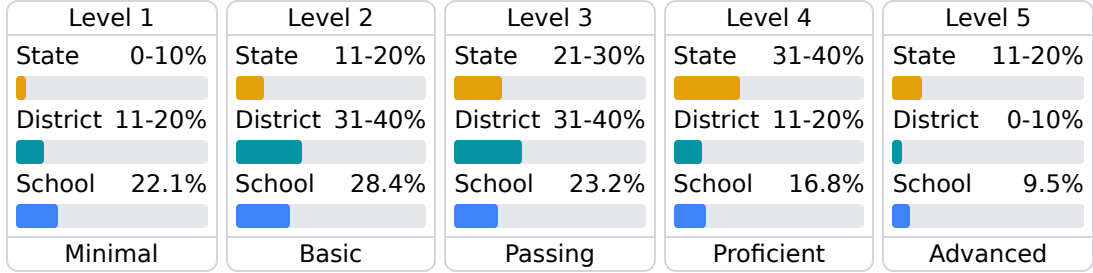 Level 1
State 0-10%
District 11-20%
School 22.1%
Minimal
Level 2
State 11-20%
District 31-40%
School 28.4%
Basic
Level 3
State 21-30%
District 31-40%
School 23.2%
Passing
Level 4
State 31-40%
District 11-20%
School 16.8%
Proficient
Level 5
State 11-20%
District 0-10%
School 9.5%
Advanced